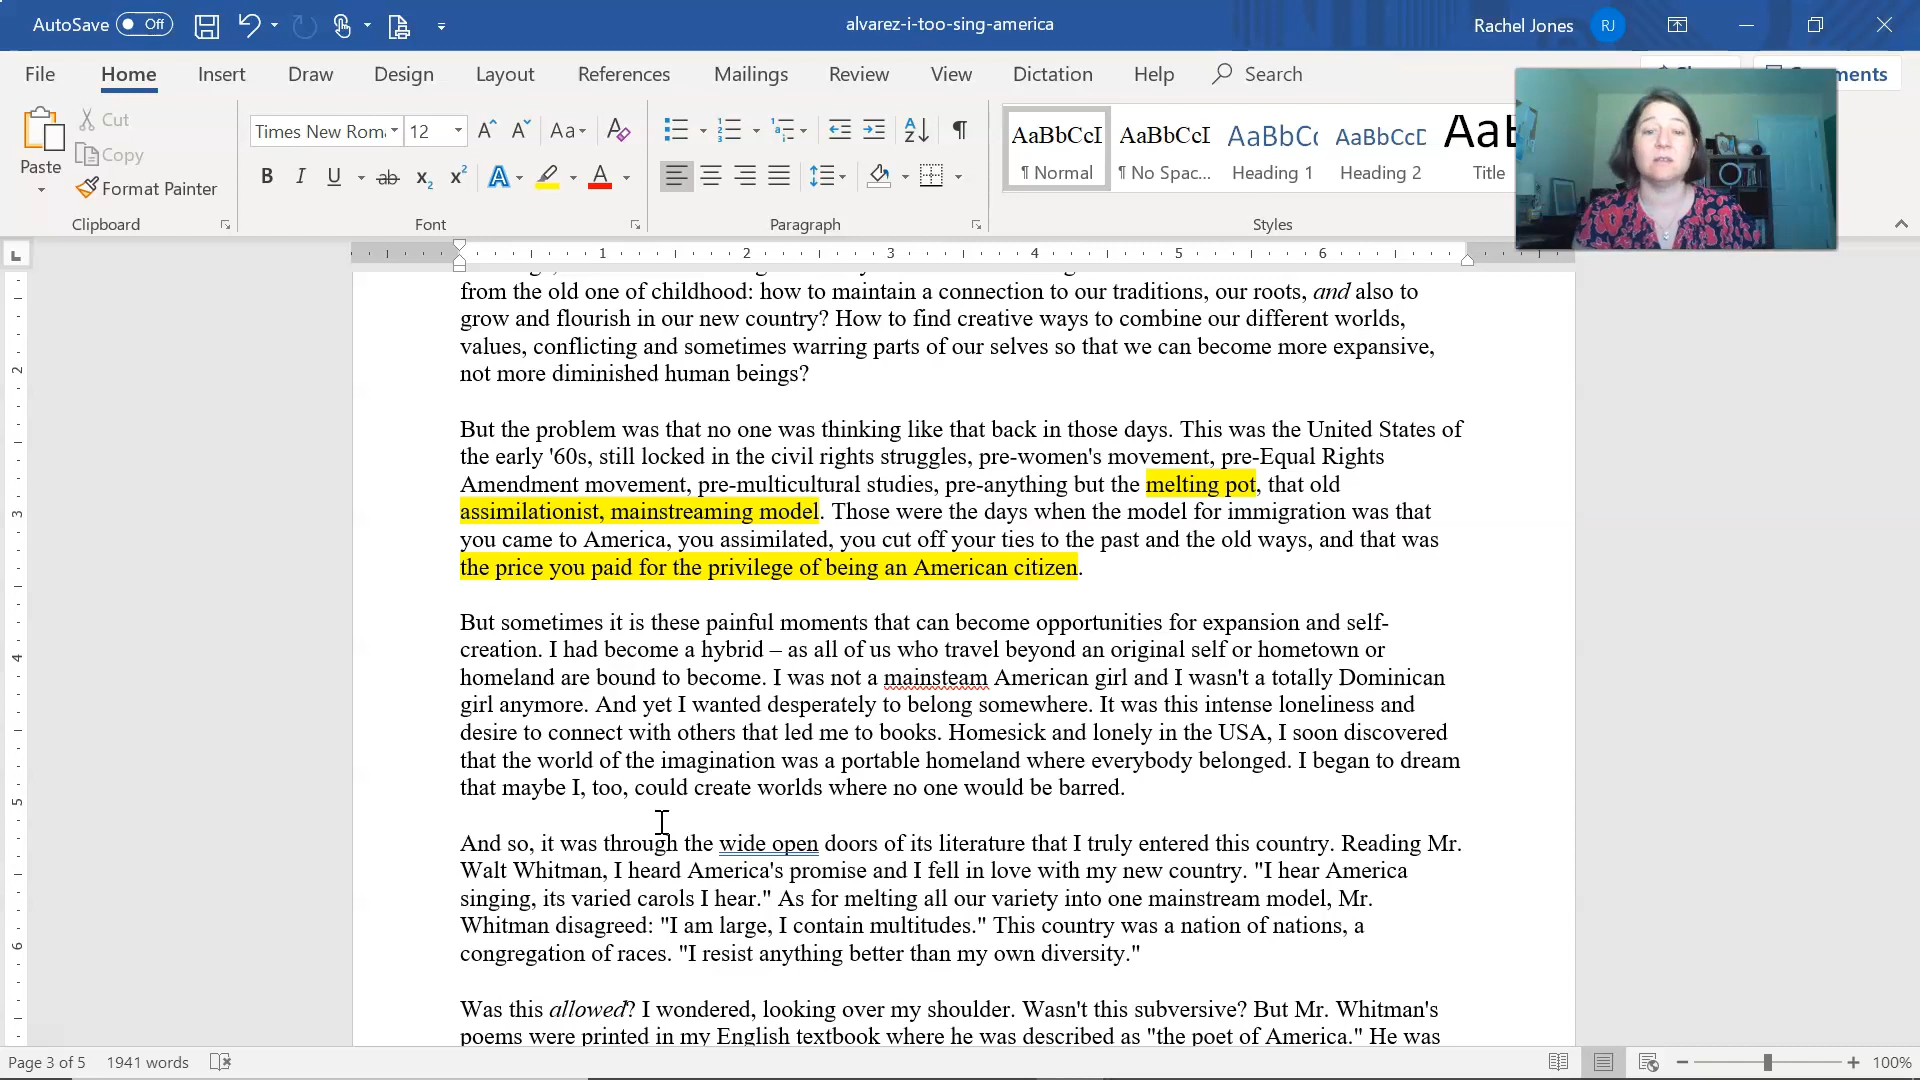 AutoSave Off
alvarez-i-too-sing-america
Rachel Jones RJ
File Home Insert Draw Design Layout References Mailings Review View Dictation Help Search
Paste
Cut
Copy
Format Painter
Clipboard
Times New Rom
12
Aa
B I U ab x₂ x² A A
Font
Paragraph
AaBbCcI AaBbCcI AaBbCc AaBbCcD AaB
¶ Normal ¶ No Spac... Heading 1 Heading 2 Title
Styles
1 2 3 4 5 6
from the old one of childhood: how to maintain a connection to our traditions, our roots, and also to
grow and flourish in our new country? How to find creative ways to combine our different worlds,
values, conflicting and sometimes warring parts of our selves so that we can become more expansive,
not more diminished human beings?
But the problem was that no one was thinking like that back in those days. This was the United States of
the early '60s, still locked in the civil rights struggles, pre-women's movement, pre-Equal Rights
Amendment movement, pre-multicultural studies, pre-anything but the melting pot, that old
assimilationist, mainstreaming model. Those were the days when the model for immigration was that
you came to America, you assimilated, you cut off your ties to the past and the old ways, and that was
the price you paid for the privilege of being an American citizen.
But sometimes it is these painful moments that can become opportunities for expansion and self-
creation. I had become a hybrid – as all of us who travel beyond an original self or hometown or
homeland are bound to become. I was not a mainsteam American girl and I wasn't a totally Dominican
girl anymore. And yet I wanted desperately to belong somewhere. It was this intense loneliness and
desire to connect with others that led me to books. Homesick and lonely in the USA, I soon discovered
that the world of the imagination was a portable homeland where everybody belonged. I began to dream
that maybe I, too, could create worlds where no one would be barred.
And so, it was through the wide open doors of its literature that I truly entered this country. Reading Mr.
Walt Whitman, I heard America's promise and I fell in love with my new country. "I hear America
singing, its varied carols I hear." As for melting all our variety into one mainstream model, Mr.
Whitman disagreed: "I am large, I contain multitudes." This country was a nation of nations, a
congregation of races. "I resist anything better than my own diversity."
Was this allowed? I wondered, looking over my shoulder. Wasn't this subversive? But Mr. Whitman's
poems were printed in my English textbook where he was described as "the poet of America." He was
2
3
4
5
6
Page 3 of 5 1941 words
100%